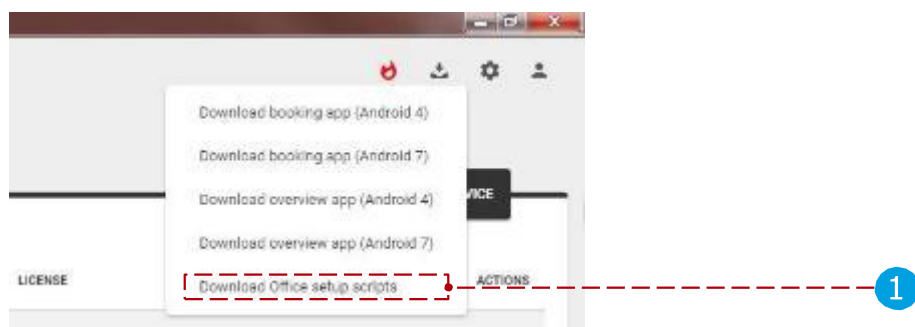 Download booking app (Android 4)
Download booking app (Android 7)
Download overview app (Android 4)
VICE
Download overview app (Android 7)
LICENSE
Download Office setup scripts
ACTIONS
1